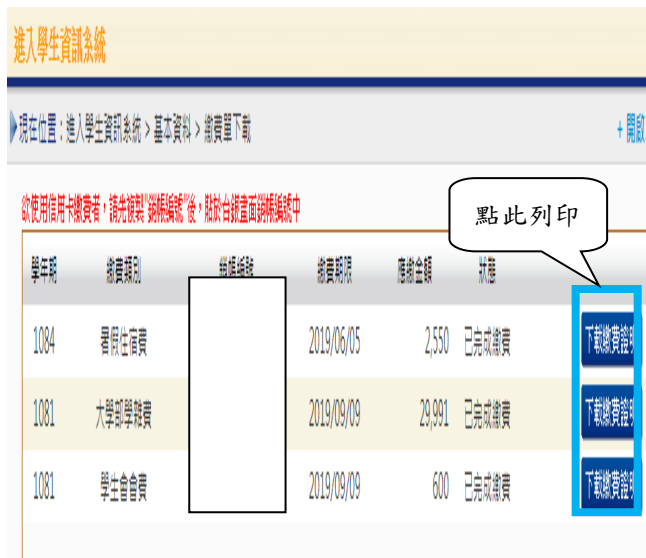 進入學生資訊系統
現在位置：進入學生資訊系統 > 基本資料 > 繳費單下載 + 開啟
欲使用信用卡繳費者，請先複製"銷帳編號"後，貼於台銀畫面銷帳編號中
點此列印
學年期 繳費類別 銷帳編號 繳費期限 應繳金額 狀態
1084 暑假住宿費 2019/06/05 2,550 已完成繳費 下載繳費證明
1081 大學部學雜費 2019/09/09 29,991 已完成繳費 下載繳費證明
1081 學生會會費 2019/09/09 600 已完成繳費 下載繳費證明